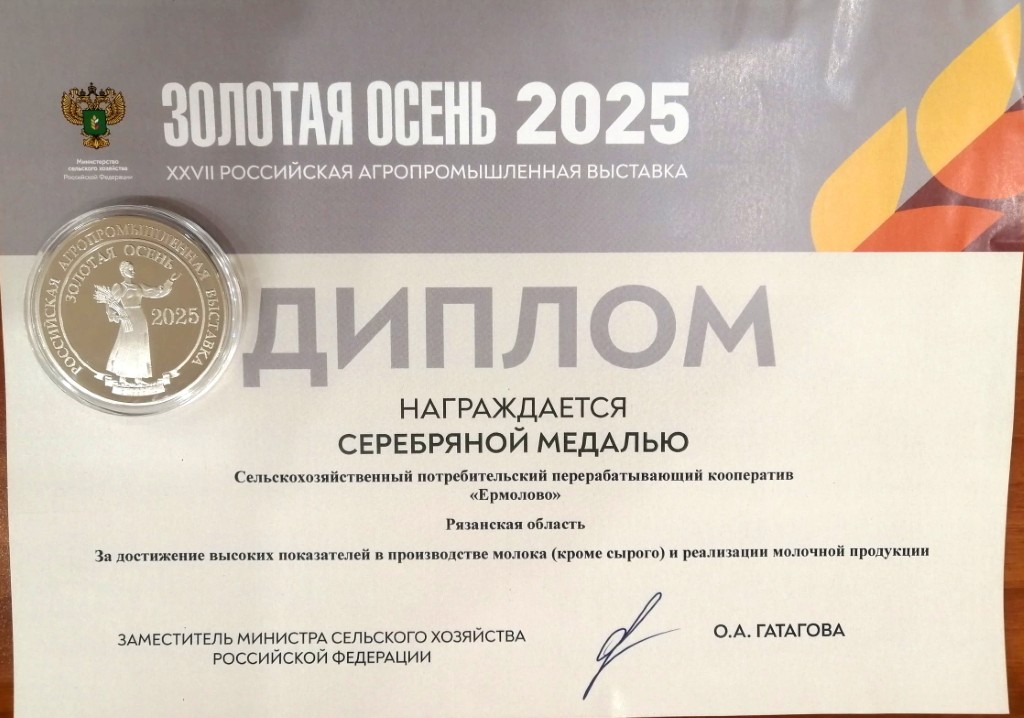 ЗОЛОТАЯ ОСЕНЬ 2025
XXVII РОССИЙСКАЯ АГРОПРОМЫШЛЕННАЯ ВЫСТАВКА
Министерство
сельского хозяйства
Российской Федерации
РОССИЙСКАЯ АГРОПРОМЫШЛЕННАЯ ВЫСТАВКА
ЗОЛОТАЯ ОСЕНЬ
2025
ДИПЛОМ
НАГРАЖДАЕТСЯ
СЕРЕБРЯНОЙ МЕДАЛЬЮ
Сельскохозяйственный потребительский перерабатывающий кооператив
«Ермолово»
Рязанская область
За достижение высоких показателей в производстве молока (кроме сырого) и реализации молочной продукции
ЗАМЕСТИТЕЛЬ МИНИСТРА СЕЛЬСКОГО ХОЗЯЙСТВА
РОССИЙСКОЙ ФЕДЕРАЦИИ
О.А. ГАТАГОВА